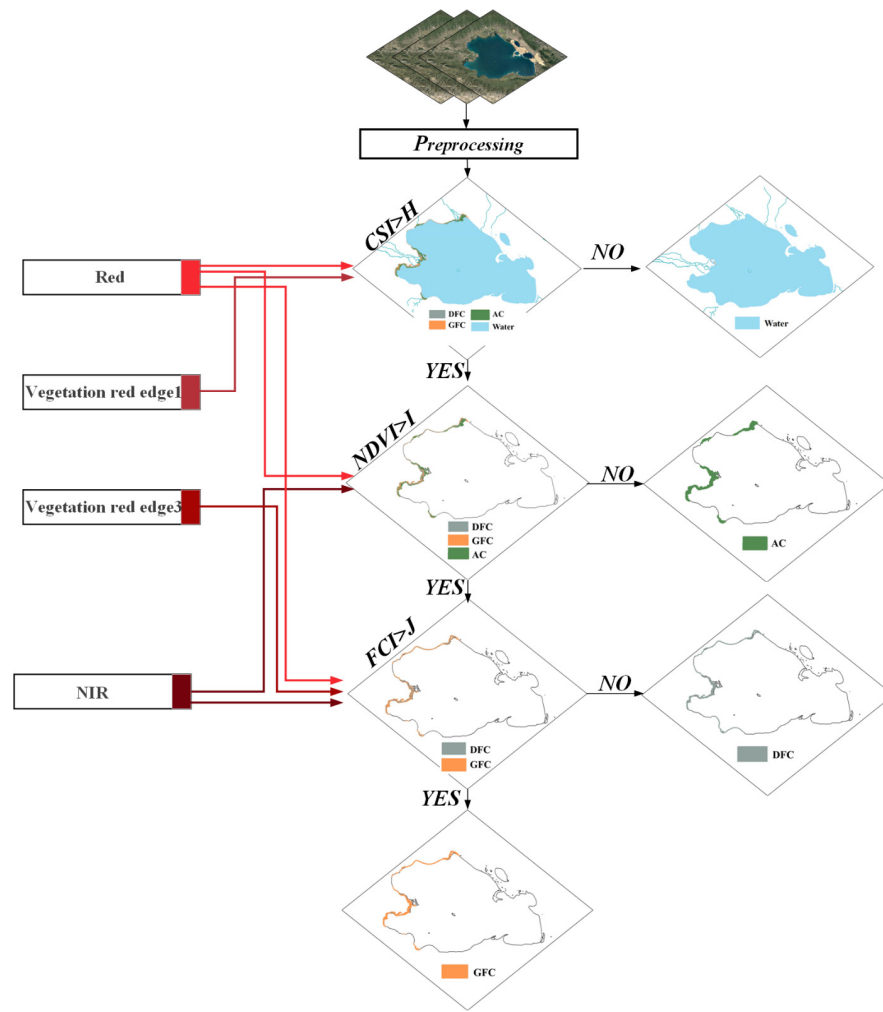 Preprocessing
CSI>H
NO
Red
DFC AC
GFC Water
Water
YES
Vegetation red edge1
NDVI>I
NO
Vegetation red edge3
DFC
GFC
AC
AC
YES
FCI>J
NO
NIR
DFC
GFC
DFC
YES
GFC